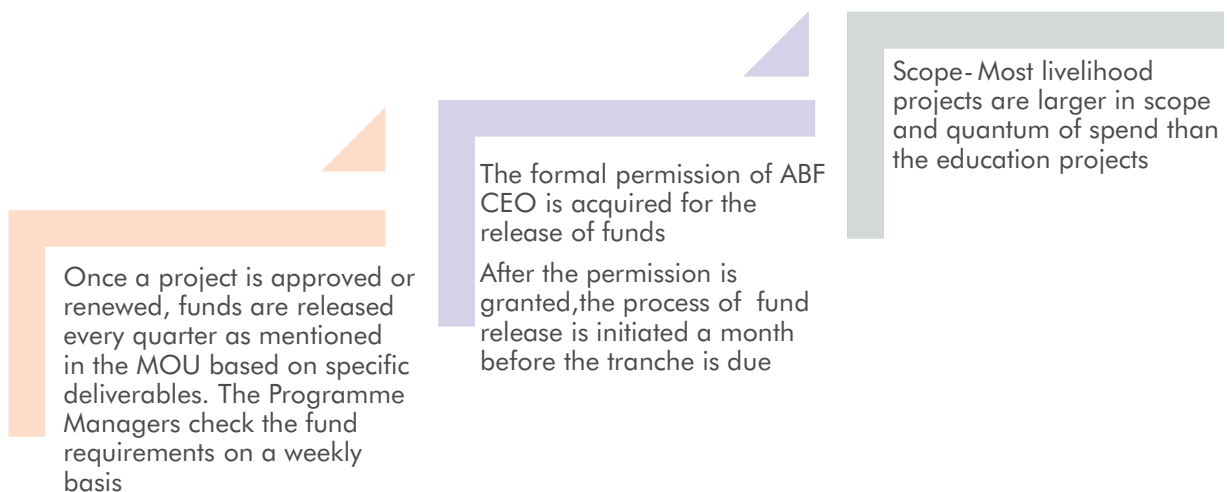 Once a project is approved or
renewed, funds are released
every quarter as mentioned
in the MOU based on specific
deliverables. The Programme
Managers check the fund
requirements on a weekly
basis
The formal permission of ABF
CEO is acquired for the
release of funds
After the permission is
granted,the process of fund
release is initiated a month
before the tranche is due
Scope- Most livelihood
projects are larger in scope
and quantum of spend than
the education projects